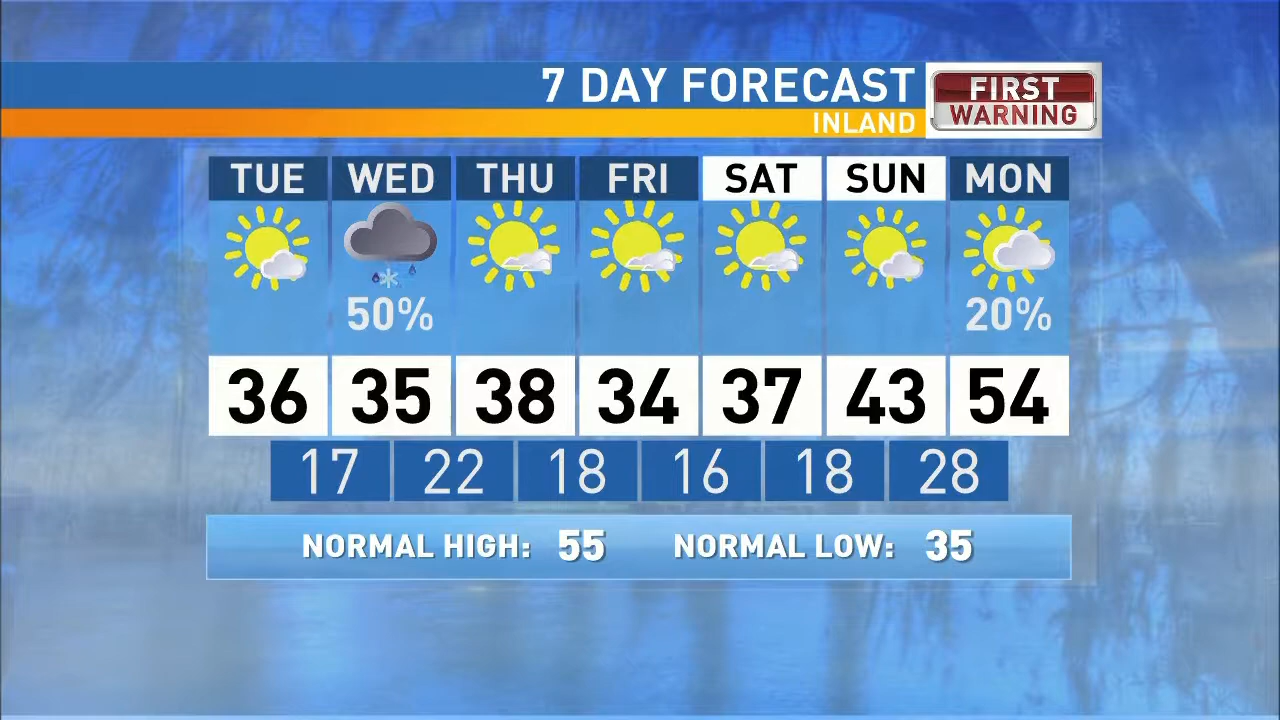 7 DAY FORECAST
INLAND
FIRST
WARNING
TUE WED THU FRI SAT SUN MON
50% 20%
36 35 38 34 37 43 54
17 22 18 16 18 28
NORMAL HIGH: 55 NORMAL LOW: 35